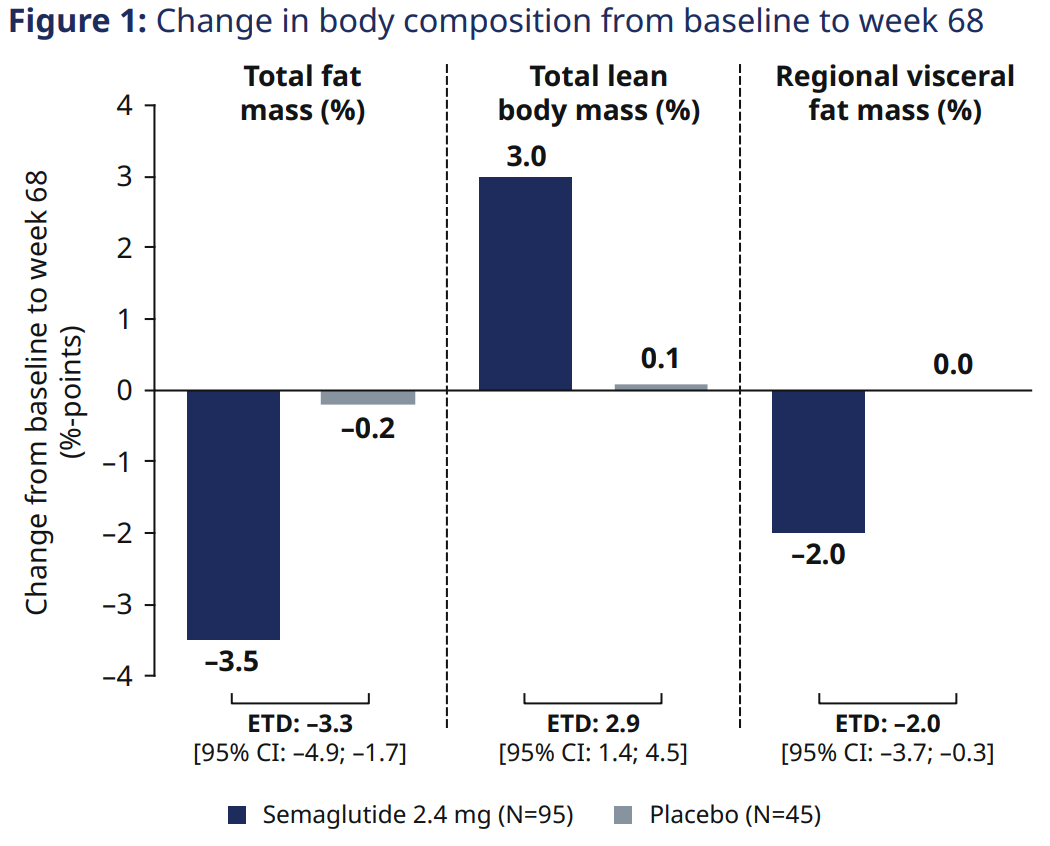 Figure 1: Change in body composition from baseline to week 68
Total fat
mass (%)
Total lean
body mass (%)
Regional visceral
fat mass (%)
Change from baseline to week 68
(%-points)
4
3
2
1
0
–1
–2
–3
–4
–3.5
–0.2
3.0
0.1
–2.0
0.0
ETD: –3.3
[95% CI: –4.9; –1.7]
ETD: 2.9
[95% CI: 1.4; 4.5]
ETD: –2.0
[95% CI: –3.7; –0.3]
Semaglutide 2.4 mg (N=95)
Placebo (N=45)